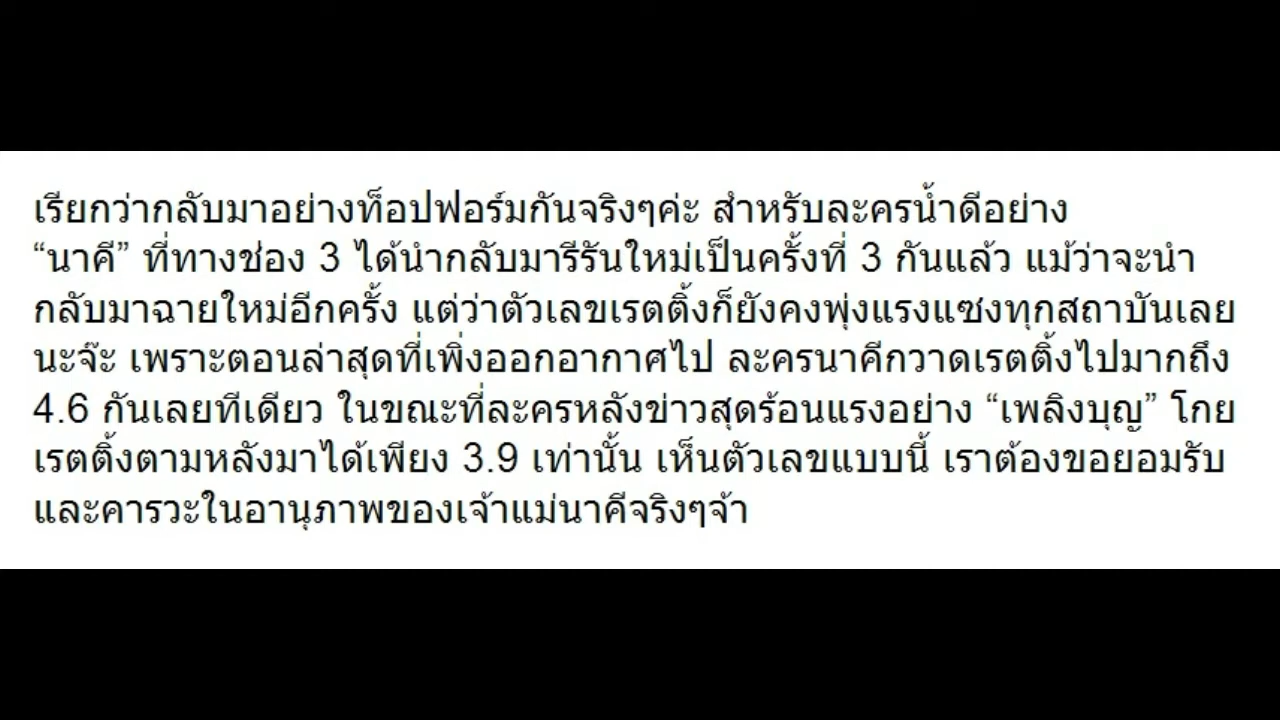 เรียกว่ากลับมาอย่างท็อปฟอร์มกันจริงๆค่ะ สำหรับละครน้ำดีอย่าง
“นาคี” ที่ทางช่อง 3 ได้นำกลับมารีรันใหม่เป็นครั้งที่ 3 กันแล้ว แม้ว่าจะนำ
กลับมาฉายใหม่อีกครั้ง แต่ว่าตัวเลขเรตติ้งก็ยังคงพุ่งแรงแซงทุกสถาบันเลย
นะจ๊ะ เพราะตอนล่าสุดที่เพิ่งออกอากาศไป ละครนาคีกวาดเรตติ้งไปมากถึง
4.6 กันเลยทีเดียว ในขณะที่ละครหลังข่าวสุดร้อนแรงอย่าง “เพลิงบุญ” โกย
เรตติ้งตามหลังมาได้เพียง 3.9 เท่านั้น เห็นตัวเลขแบบนี้ เราต้องขอยอมรับ
และคารวะในอานุภาพของเจ้าแม่นาคีจริงๆจ้า